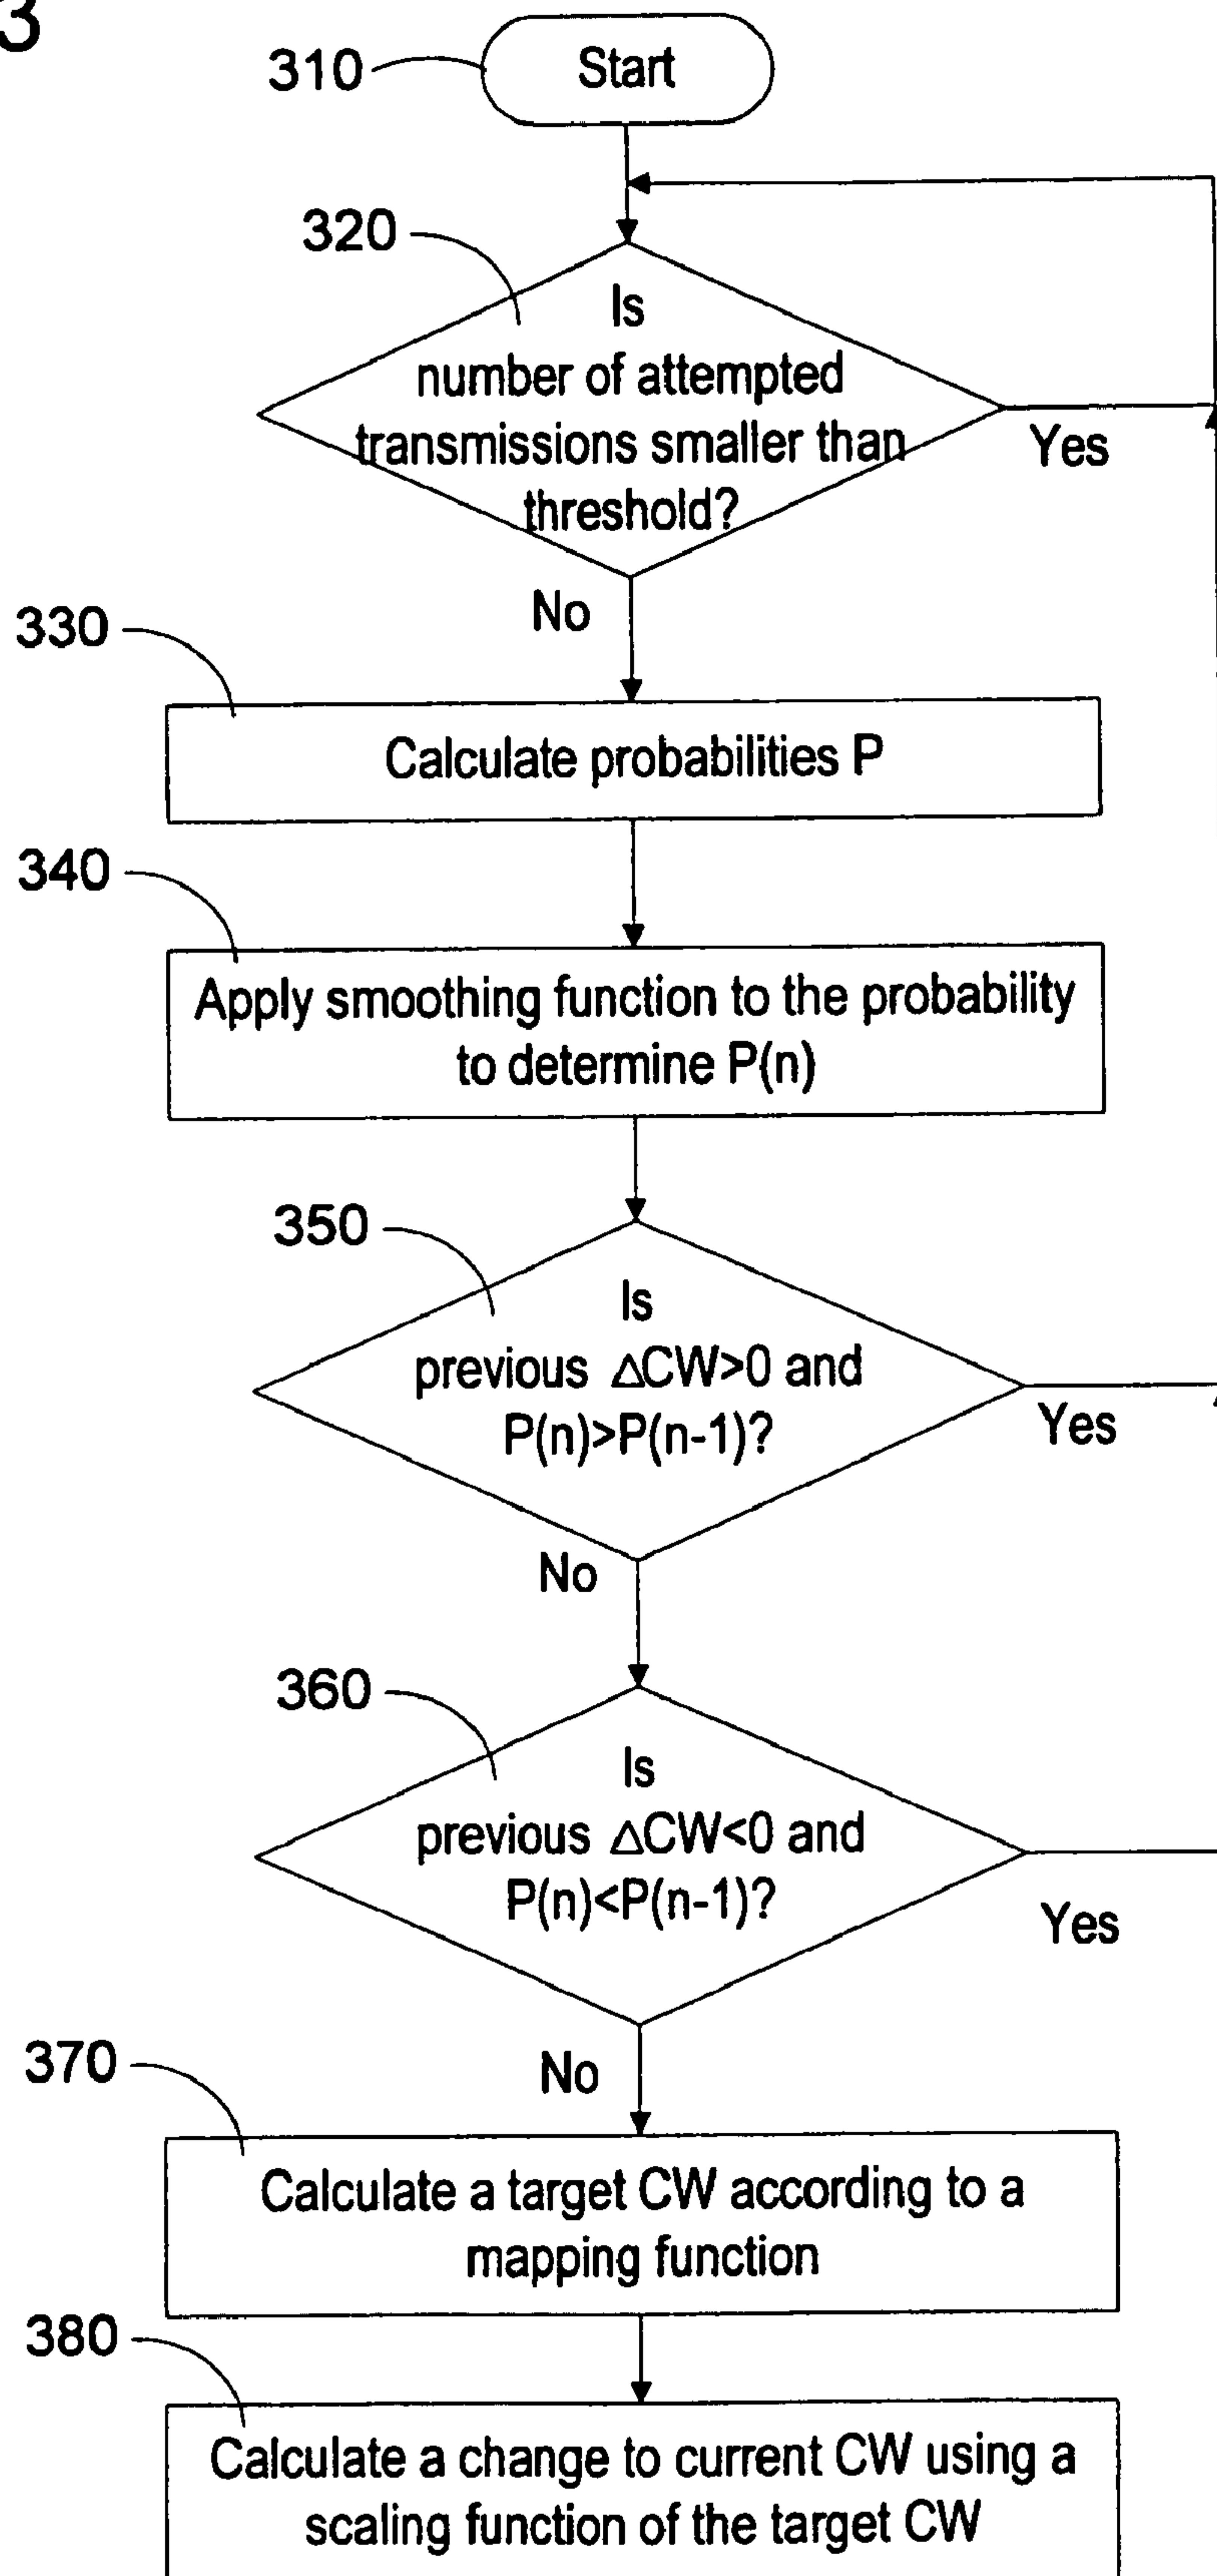 3
310
Start
320
Is
number of attempted
transmissions smaller than
threshold?
Yes
No
330
Calculate probabilities P
340
Apply smoothing function to the probability
to determine P(n)
350
Is
previous △CW>0 and
P(n)>P(n-1)?
Yes
No
360
Is
previous △CW<0 and
P(n)<P(n-1)?
Yes
No
370
Calculate a target CW according to a
mapping function
380
Calculate a change to current CW using a
scaling function of the target CW